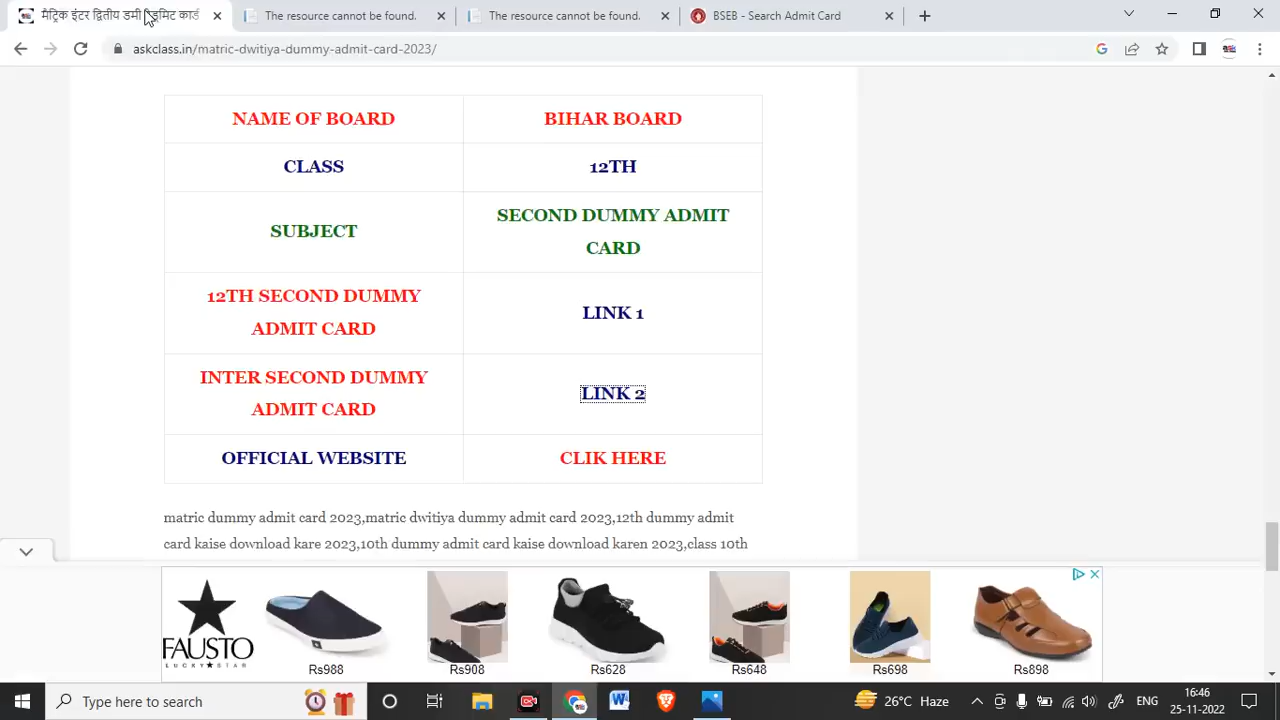 मैट्रिक इंटर द्वितीय डमी
The resource cannot be found.
The resource cannot be found.
BSEB - Search Admit Card
askclass.in/matric-dwitiya-dummy-admit-card-2023/
NAME OF BOARD
BIHAR BOARD
CLASS
12TH
SUBJECT
SECOND DUMMY ADMIT
CARD
12TH SECOND DUMMY
ADMIT CARD
LINK 1
INTER SECOND DUMMY
ADMIT CARD
LINK 2
OFFICIAL WEBSITE
CLIK HERE
matric dummy admit card 2023,matric dwitiya dummy admit card 2023,12th dummy admit
card kaise download kare 2023,10th dummy admit card kaise download karen 2023,class 10th
FAUSTO
LUCKY STAR
Rs988
Rs908
Rs628
Rs648
Rs698
Rs898
Type here to search
26°C Haze
ENG
16:46
25-11-2022